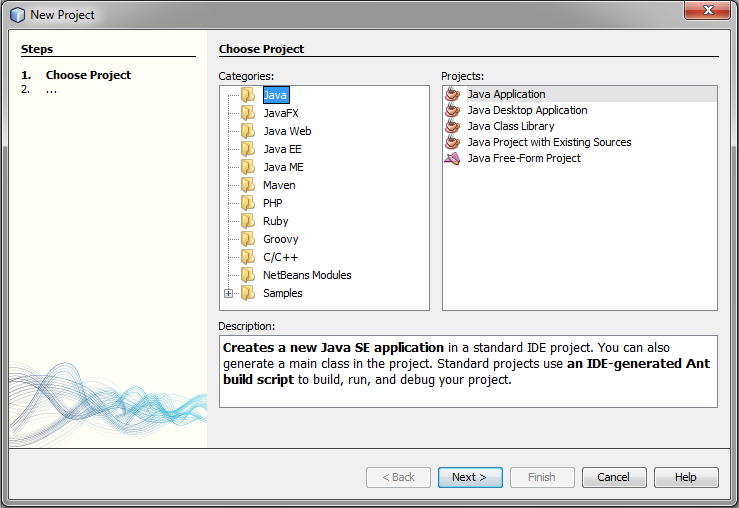 New Project
Steps
1. Choose Project
2. ...
Choose Project
Categories:
Java
JavaFX
Java Web
Java EE
Java ME
Maven
PHP
Ruby
Groovy
C/C++
NetBeans Modules
Samples
Projects:
Java Application
Java Desktop Application
Java Class Library
Java Project with Existing Sources
Java Free-Form Project
Description:
Creates a new Java SE application in a standard IDE project. You can also
generate a main class in the project. Standard projects use an IDE-generated Ant
build script to build, run, and debug your project.
< Back
Next >
Finish
Cancel
Help